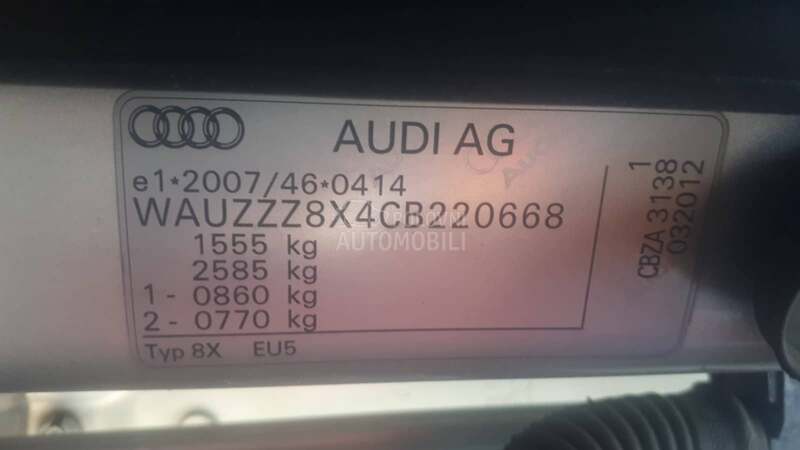 AUDI AG
e1*2007/46*0414
WAUZZZ8X4CB220668
POLOVNI
AUTOMOBILI
1555 kg
2585 kg
1- 0860 kg
2- 0770 kg
Typ 8X EU5
CBZA 3138 1
032012